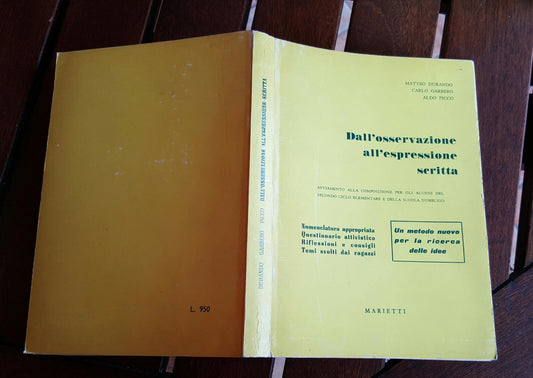 MATTEO DURANDO
CARLO GARBERO
ALDO PICCO
Dall'osservazione
all'espressione
scritta
AVVIAMENTO ALLA COMPOSIZIONE PER GLI ALUNNI DEL
SECONDO CICLO ELEMENTARE E DELLA SCUOLA D'OBBLIGO
Nomenclatura appropriata
Questionario attivistico
Riflessioni e consigli
Temi svolti dai ragazzi
Un metodo nuovo
per la ricerca
delle idee
MARIETTI
DURANDO GARBERO PICCO DALL'OSSERVAZIONE ALL'ESPRESSIONE SCRITTA
L. 950